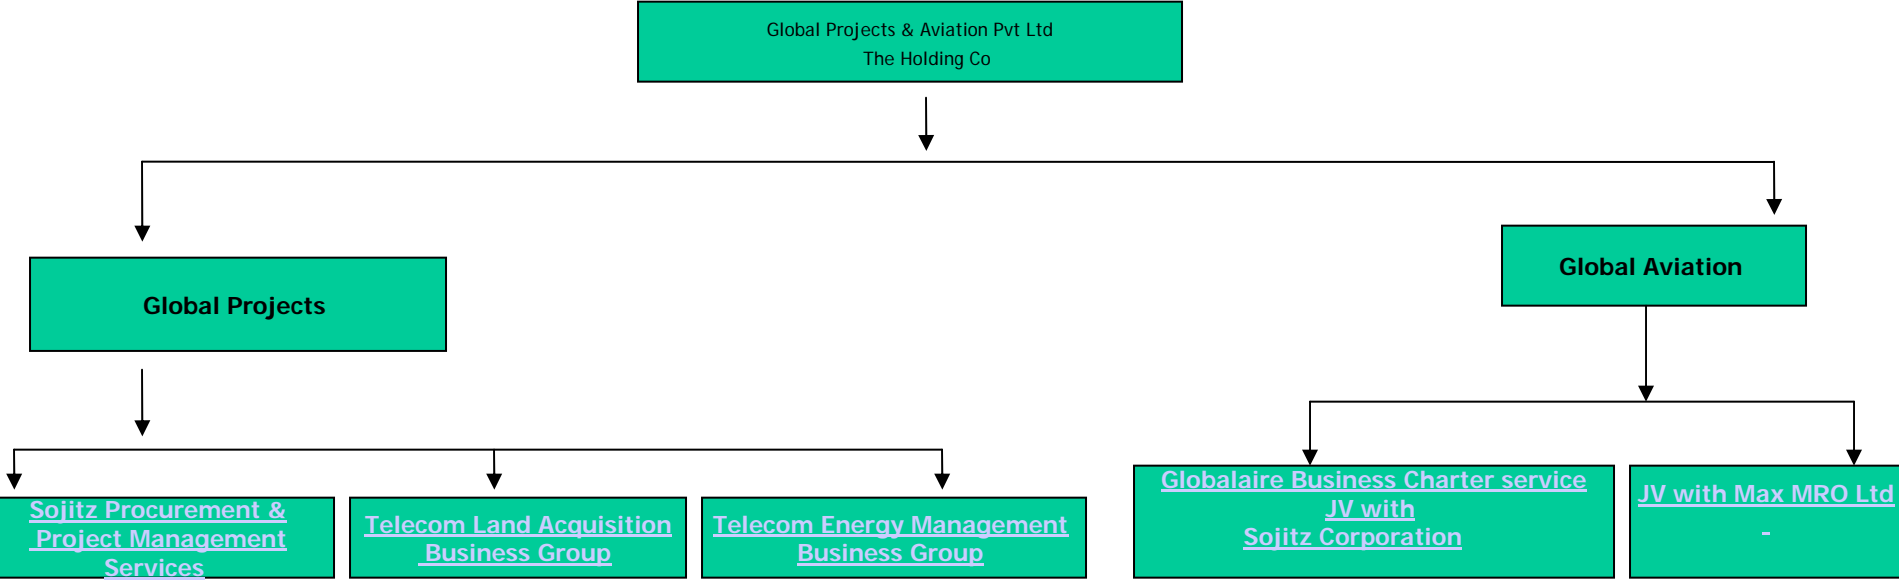 Global Projects & Aviation Pvt Ltd
The Holding Co
Global Projects
Global Aviation
Sojitz Procurement &
Project Management
Services
Telecom Land Acquisition
Business Group
Telecom Energy Management
Business Group
Globalaire Business Charter service
JV with
Sojitz Corporation
JV with Max MRO Ltd
-